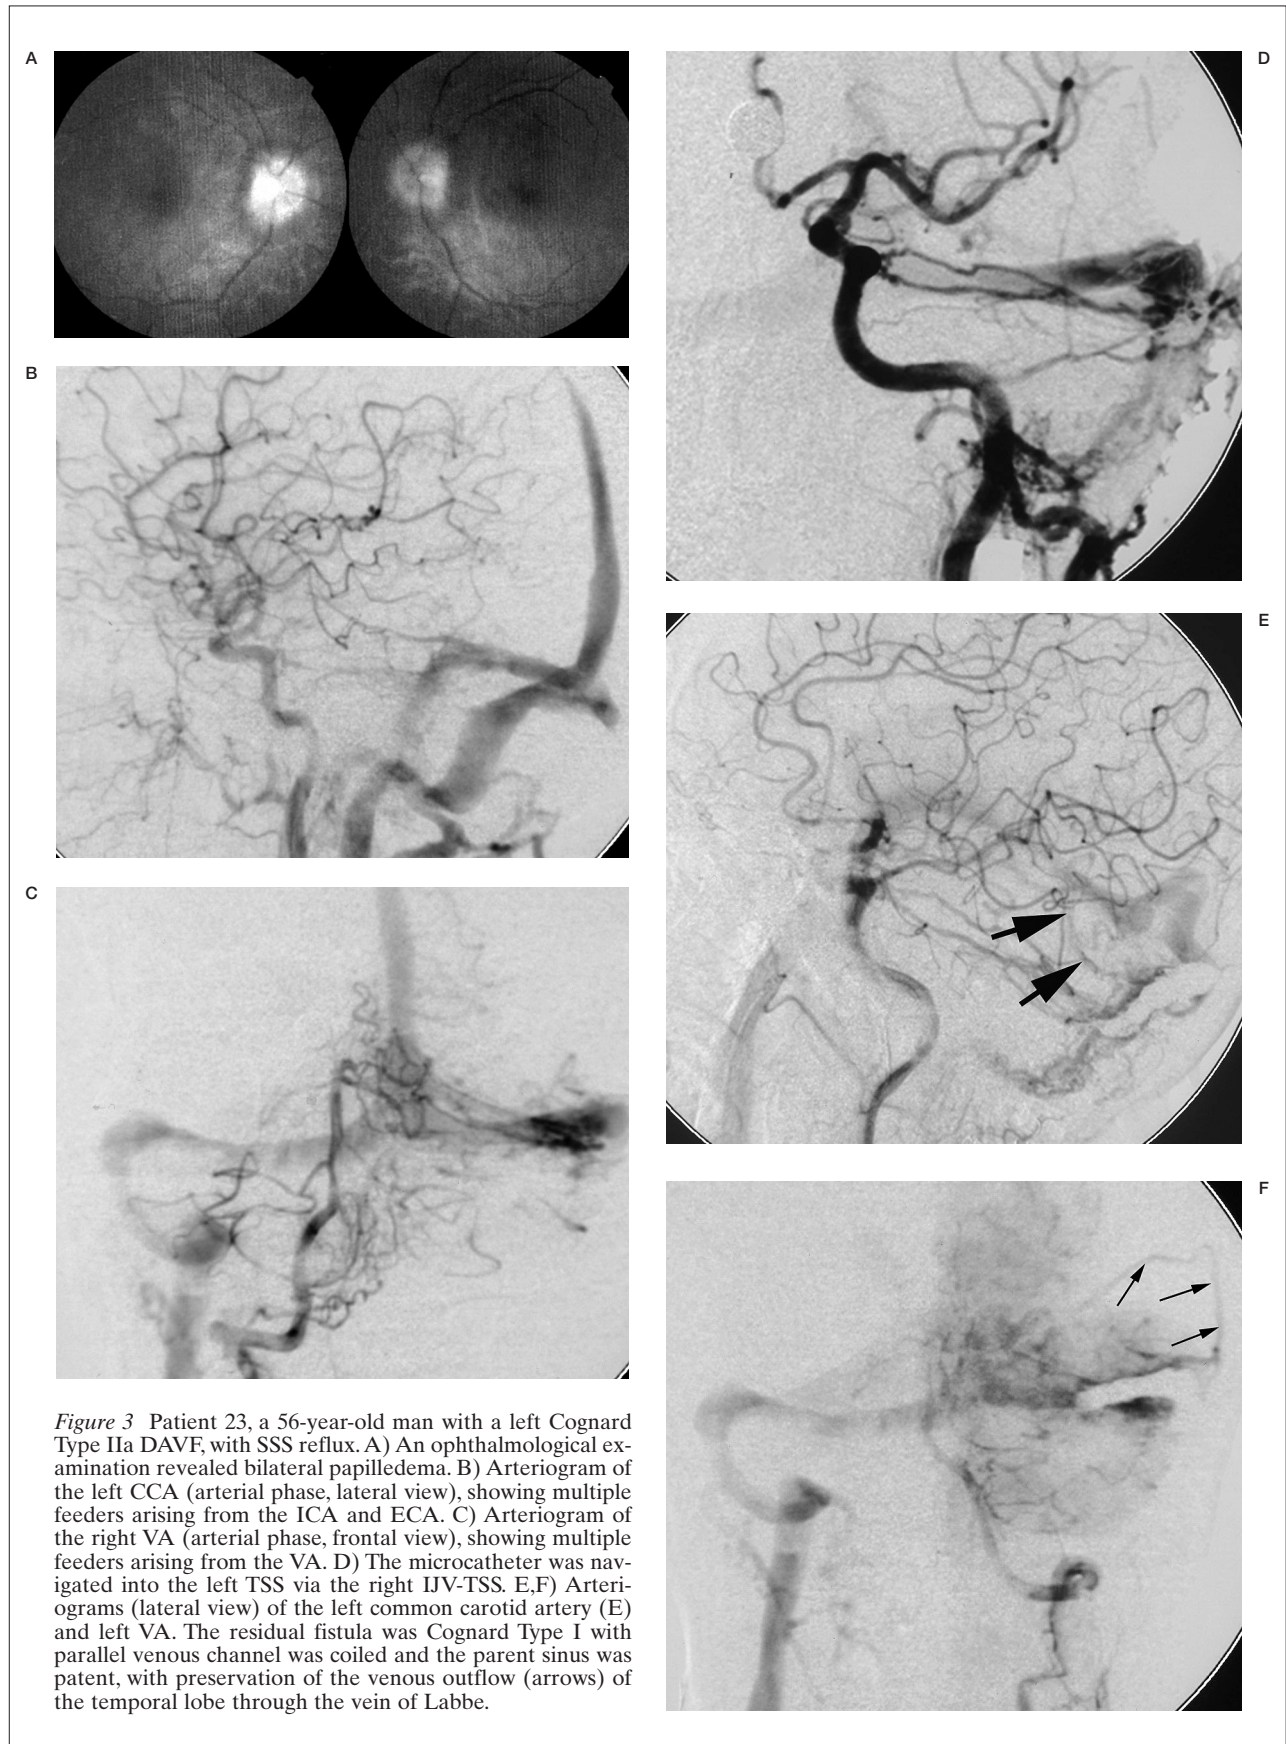 A
B
C
D
E
F
Figure 3 Patient 23, a 56-year-old man with a left Cognard
Type IIa DAVF, with SSS reflux. A) An ophthalmological ex-
amination revealed bilateral papilledema. B) Arteriogram of
the left CCA (arterial phase, lateral view), showing multiple
feeders arising from the ICA and ECA. C) Arteriogram of
the right VA (arterial phase, frontal view), showing multiple
feeders arising from the VA. D) The microcatheter was nav-
igated into the left TSS via the right IJV-TSS. E,F) Arteri-
ograms (lateral view) of the left common carotid artery (E)
and left VA. The residual fistula was Cognard Type I with
parallel venous channel was coiled and the parent sinus was
patent, with preservation of the venous outflow (arrows) of
the temporal lobe through the vein of Labbe.